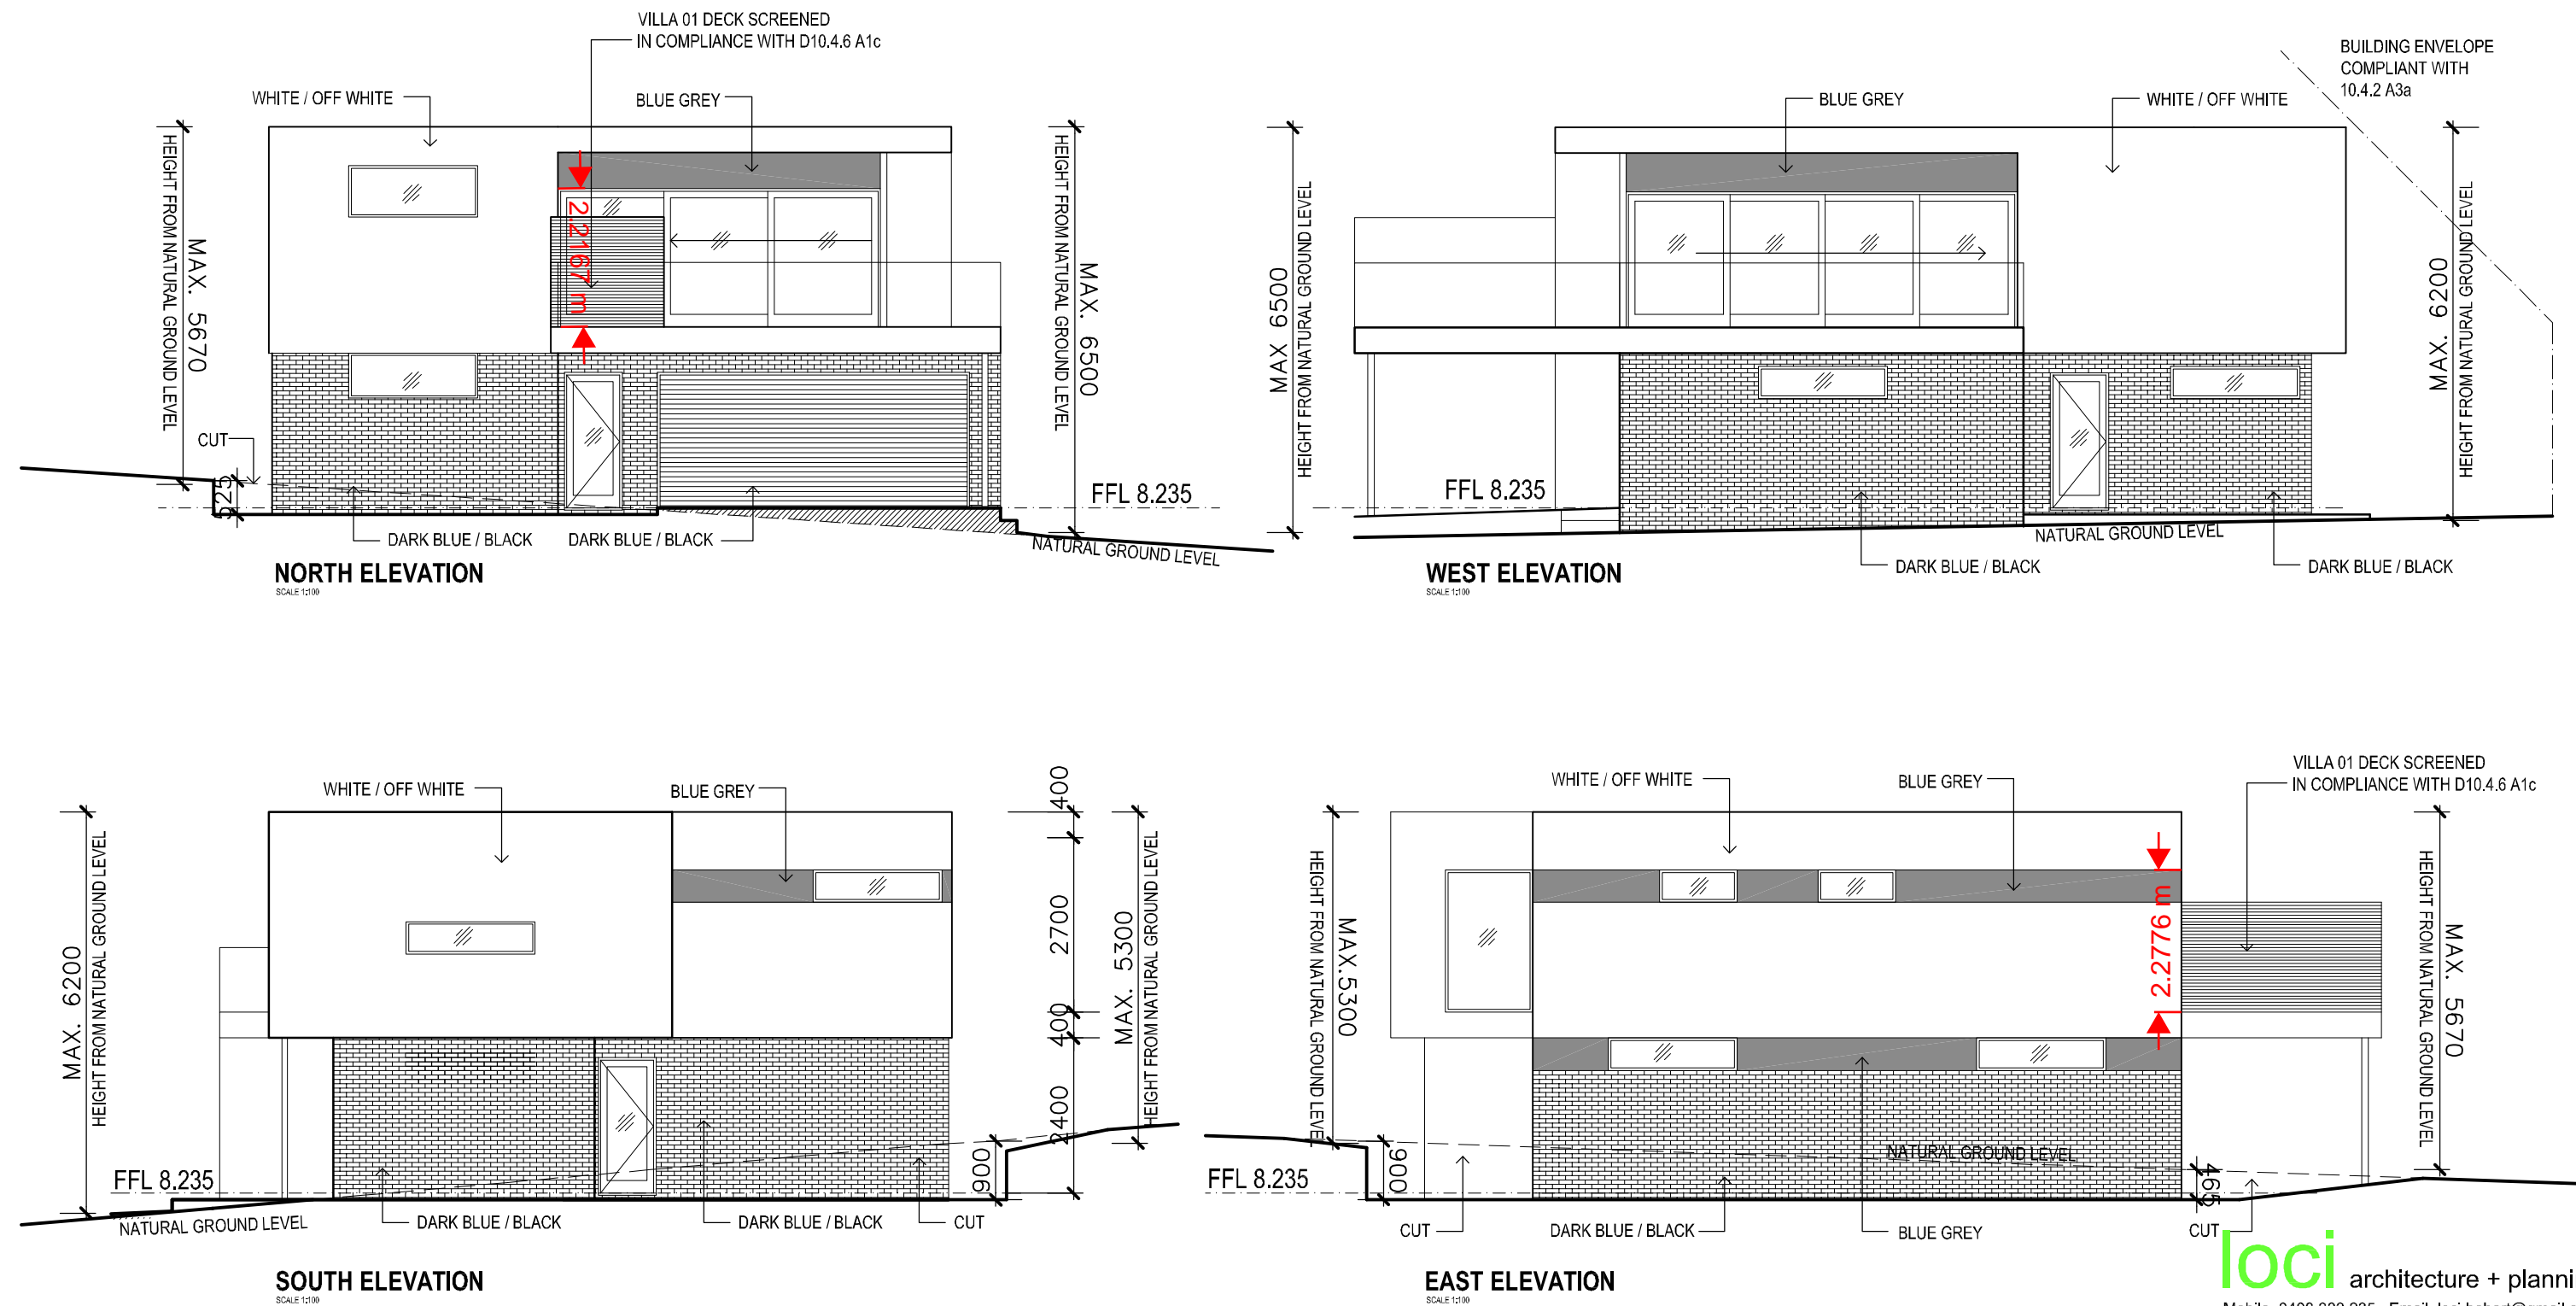 VILLA 01 DECK SCREENED
IN COMPLIANCE WITH D10.4.6 A1c
WHITE / OFF WHITE
BLUE GREY
MAX. 5670
HEIGHT FROM NATURAL GROUND LEVEL
2.22167 m
MAX. 6500
HEIGHT FROM NATURAL GROUND LEVEL
CUT
525
FFL 8.235
DARK BLUE / BLACK
DARK BLUE / BLACK
NATURAL GROUND LEVEL
NORTH ELEVATION
SCALE 1:100
BUILDING ENVELOPE
COMPLIANT WITH
10.4.2 A3a
BLUE GREY
WHITE / OFF WHITE
MAX 6500
HEIGHT FROM NATURAL GROUND LEVEL
MAX. 6200
HEIGHT FROM NATURAL GROUND LEVEL
FFL 8.235
NATURAL GROUND LEVEL
DARK BLUE / BLACK
DARK BLUE / BLACK
WEST ELEVATION
SCALE 1:100
WHITE / OFF WHITE
BLUE GREY
MAX. 6200
HEIGHT FROM NATURAL GROUND LEVEL
400
2700
400
2400
MAX. 5300
HEIGHT FROM NATURAL GROUND LEVEL
900
FFL 8.235
NATURAL GROUND LEVEL
DARK BLUE / BLACK
DARK BLUE / BLACK
CUT
SOUTH ELEVATION
SCALE 1:100
VILLA 01 DECK SCREENED
IN COMPLIANCE WITH D10.4.6 A1c
WHITE / OFF WHITE
BLUE GREY
MAX.5300
HEIGHT FROM NATURAL GROUND LEVEL
2.2776 m
MAX. 5670
HEIGHT FROM NATURAL GROUND LEVEL
NATURAL GROUND LEVEL
900
465
FFL 8.235
CUT
DARK BLUE / BLACK
BLUE GREY
CUT
EAST ELEVATION
SCALE 1:100
loci architecture + planni